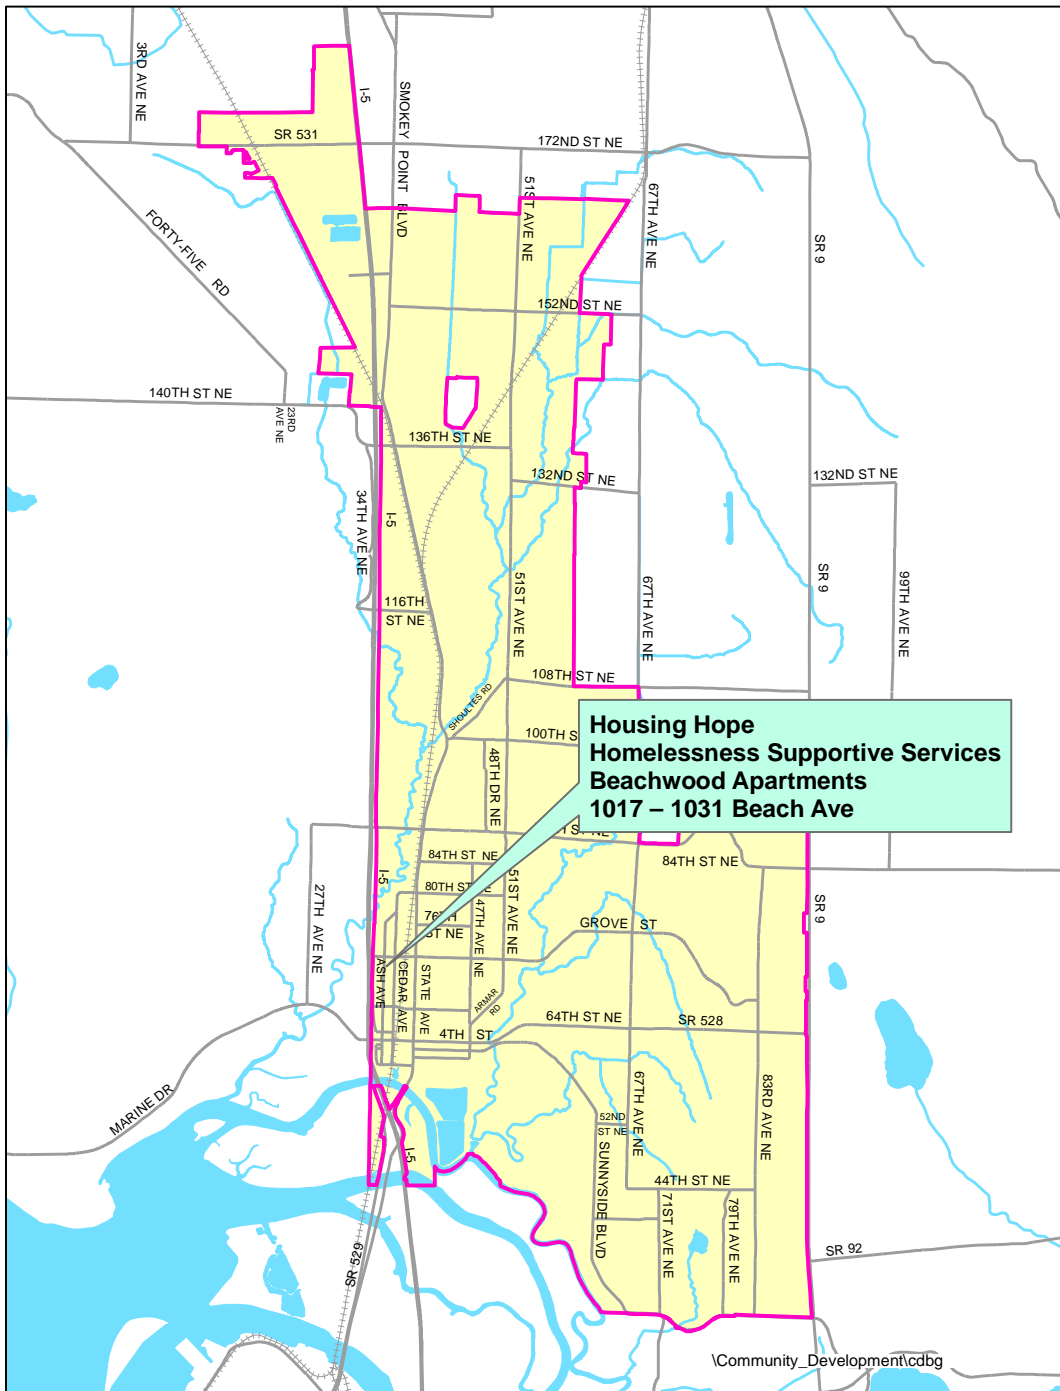 3RD AVE NE
I-5
SMOKEY POINT BLVD
SR 531
172ND ST NE
51ST AVE NE
67TH AVE NE
SR 9
FORTY-FIVE RD
152ND ST NE
140TH ST NE
23RD
AVE NE
136TH ST NE
132ND ST NE
132ND ST NE
34TH AVE NE
I-5
SR 9
99TH AVE NE
116TH
ST NE
51ST AVE NE
67TH AVE NE
108TH ST NE
SHOULTES RD
100TH S
48TH DR NE
Housing Hope
Homelessness Supportive Services
Beachwood Apartments
1017 – 1031 Beach Ave
ST NE
84TH ST NE
84TH ST NE
I-5
80TH ST NE
51ST AVE NE
27TH AVE NE
76TH
ST NE
47TH AVE NE
GROVE ST
SR 9
ASH AVE
CEDAR AVE
STATE AVE
ARMAR
RD
64TH ST NE
SR 528
4TH ST
MARINE DR
67TH AVE NE
83RD AVE NE
52ND
ST NE
I-5
SUNNYSIDE BLVD
44TH ST NE
71ST AVE NE
79TH AVE NE
SR 529
SR 92
\Community_Development\cdbg